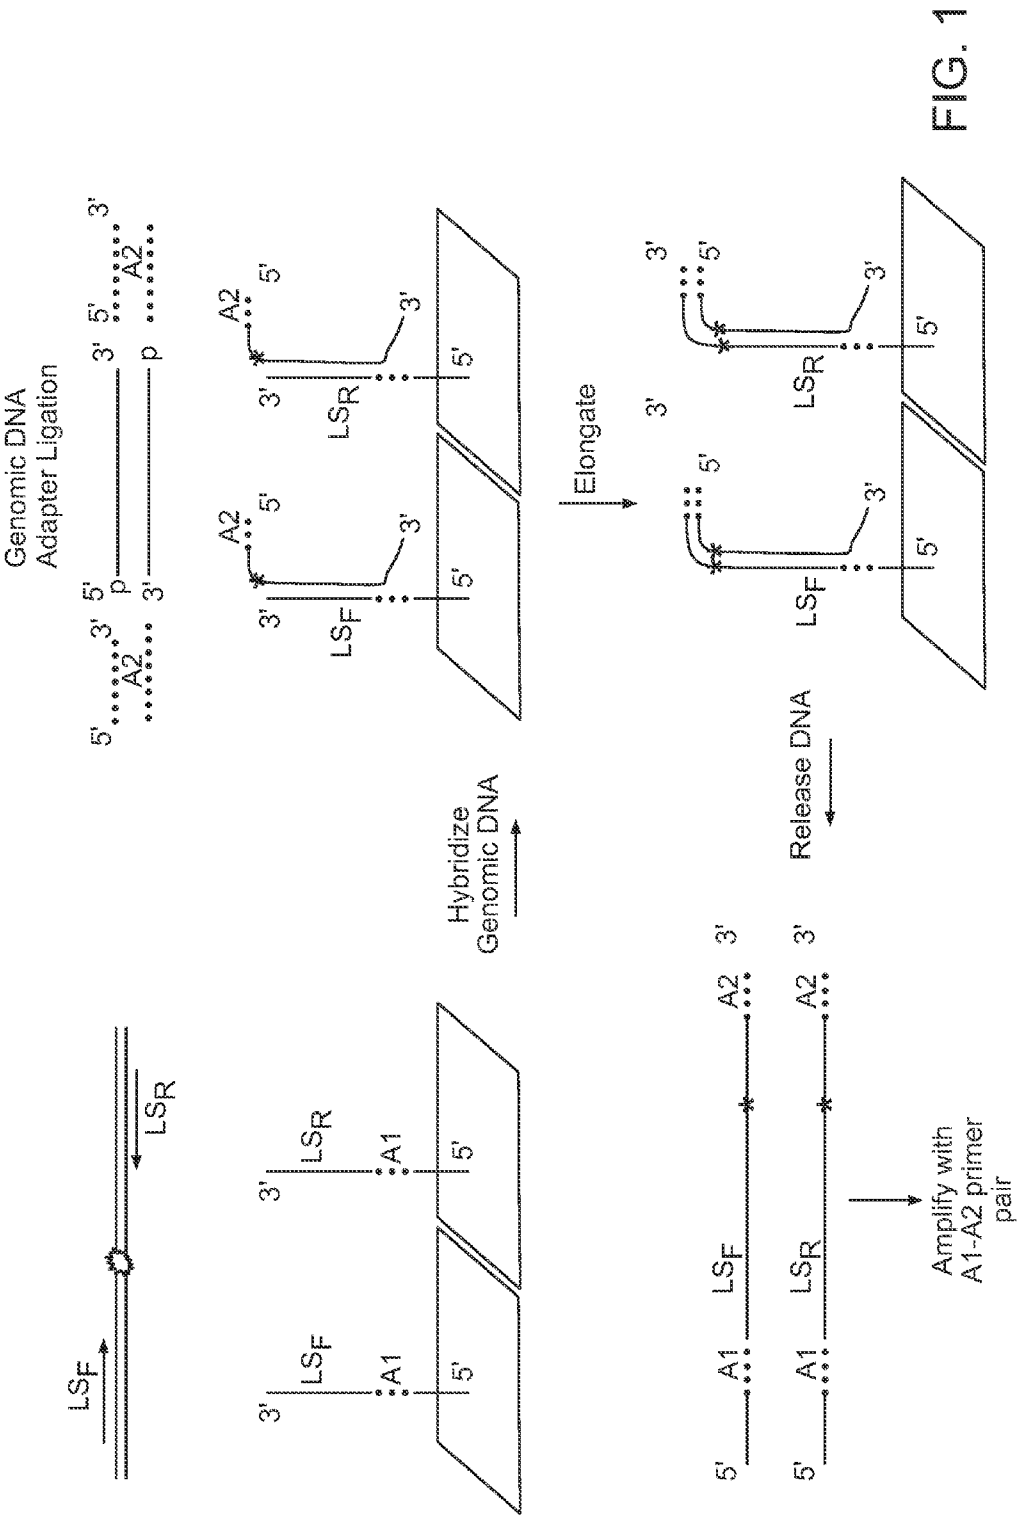 LSF
LSR
Genomic DNA
Adapter Ligation
5' 3' 5' 3' 5' 3'
A2 p A2
3' p
3' 3'
LSF LSR
A1 A1
5' 5'
Hybridize
Genomic DNA
A2 A2
3' 5' 3' 5'
LSF LSR
3' 3'
5' 5'
Elongate
3' 3'
5' 5'
LSF LSR
3' 3'
5' 5'
Release DNA
5' A1 LSF A2 3'
5' A1 LSR A2 3'
Amplify with
A1-A2 primer
pair
FIG. 1